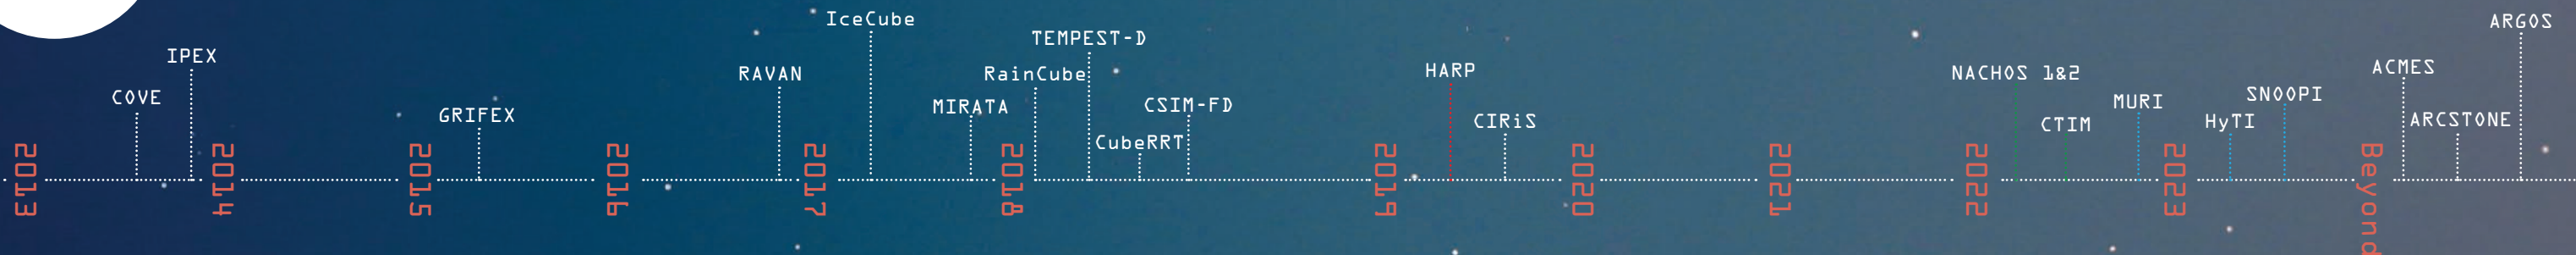 2013
COVE
IPEX
2014
2015
GRIFEX
2016
RAVAN
2017
IceCube
MIRATA
2018
RainCube
TEMPEST-D
CubeRRT
CSIM-FD
2019
HARP
CIRiS
2020
2021
2022
NACHOS 1&2
CTIM
MURI
2023
HyTI
SNOOPI
Beyond
ACMES
ARCSTONE
ARGOS